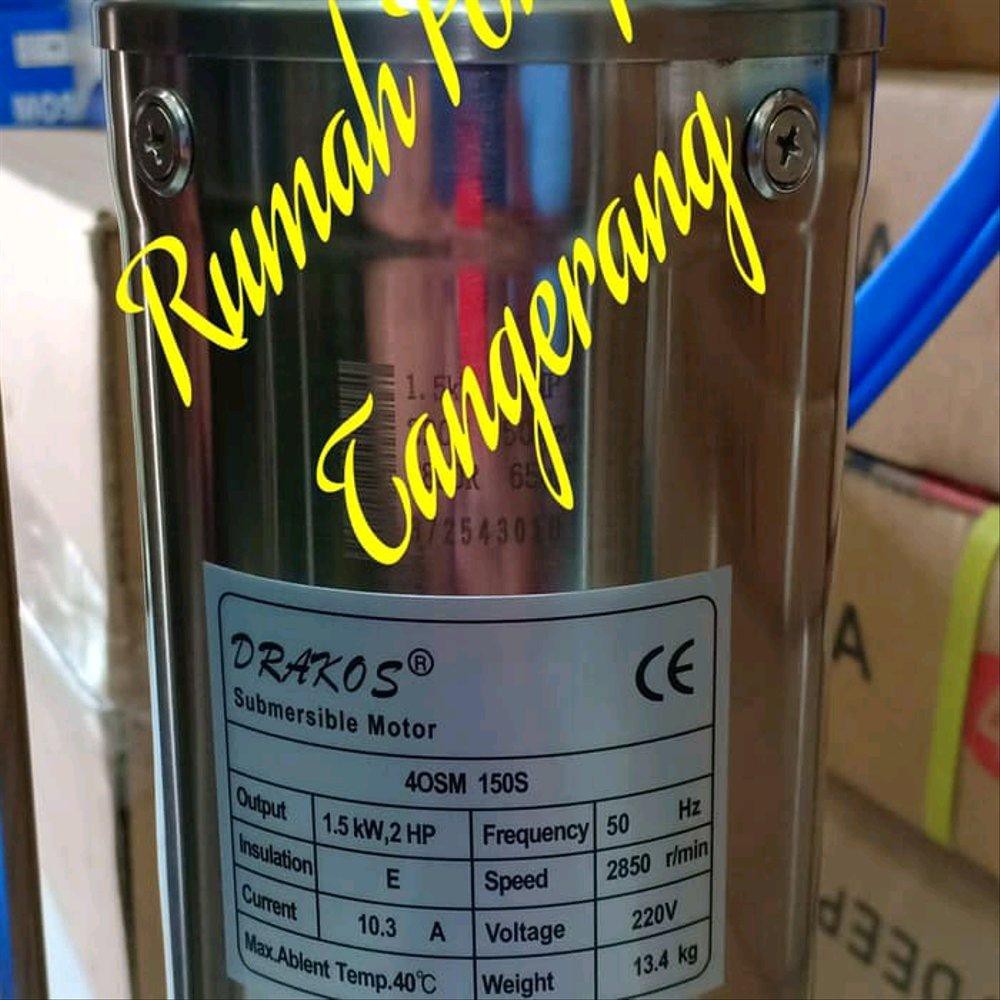 Rumah
Tangerang
DRAKOS®
CE
Submersible Motor
4OSM 150S
Output 1.5 kW,2 HP Frequency 50 Hz
Insulation E Speed 2850 r/min
Current 10.3 A Voltage 220V
Max.Ablent Temp.40℃ Weight 13.4 kg
A
DEEP